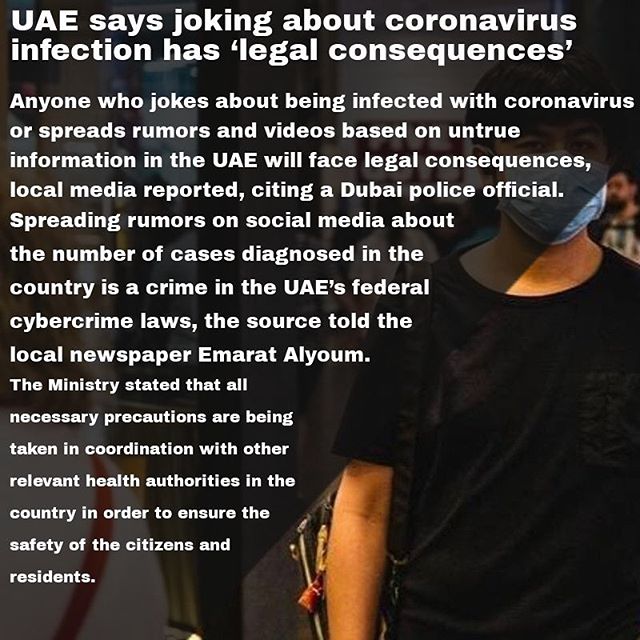 UAE says joking about coronavirus
infection has ‘legal consequences’
Anyone who jokes about being infected with coronavirus
or spreads rumors and videos based on untrue
information in the UAE will face legal consequences,
local media reported, citing a Dubai police official.
Spreading rumors on social media about
the number of cases diagnosed in the
country is a crime in the UAE’s federal
cybercrime laws, the source told the
local newspaper Emarat Alyoum.
The Ministry stated that all
necessary precautions are being
taken in coordination with other
relevant health authorities in the
country in order to ensure the
safety of the citizens and
residents.